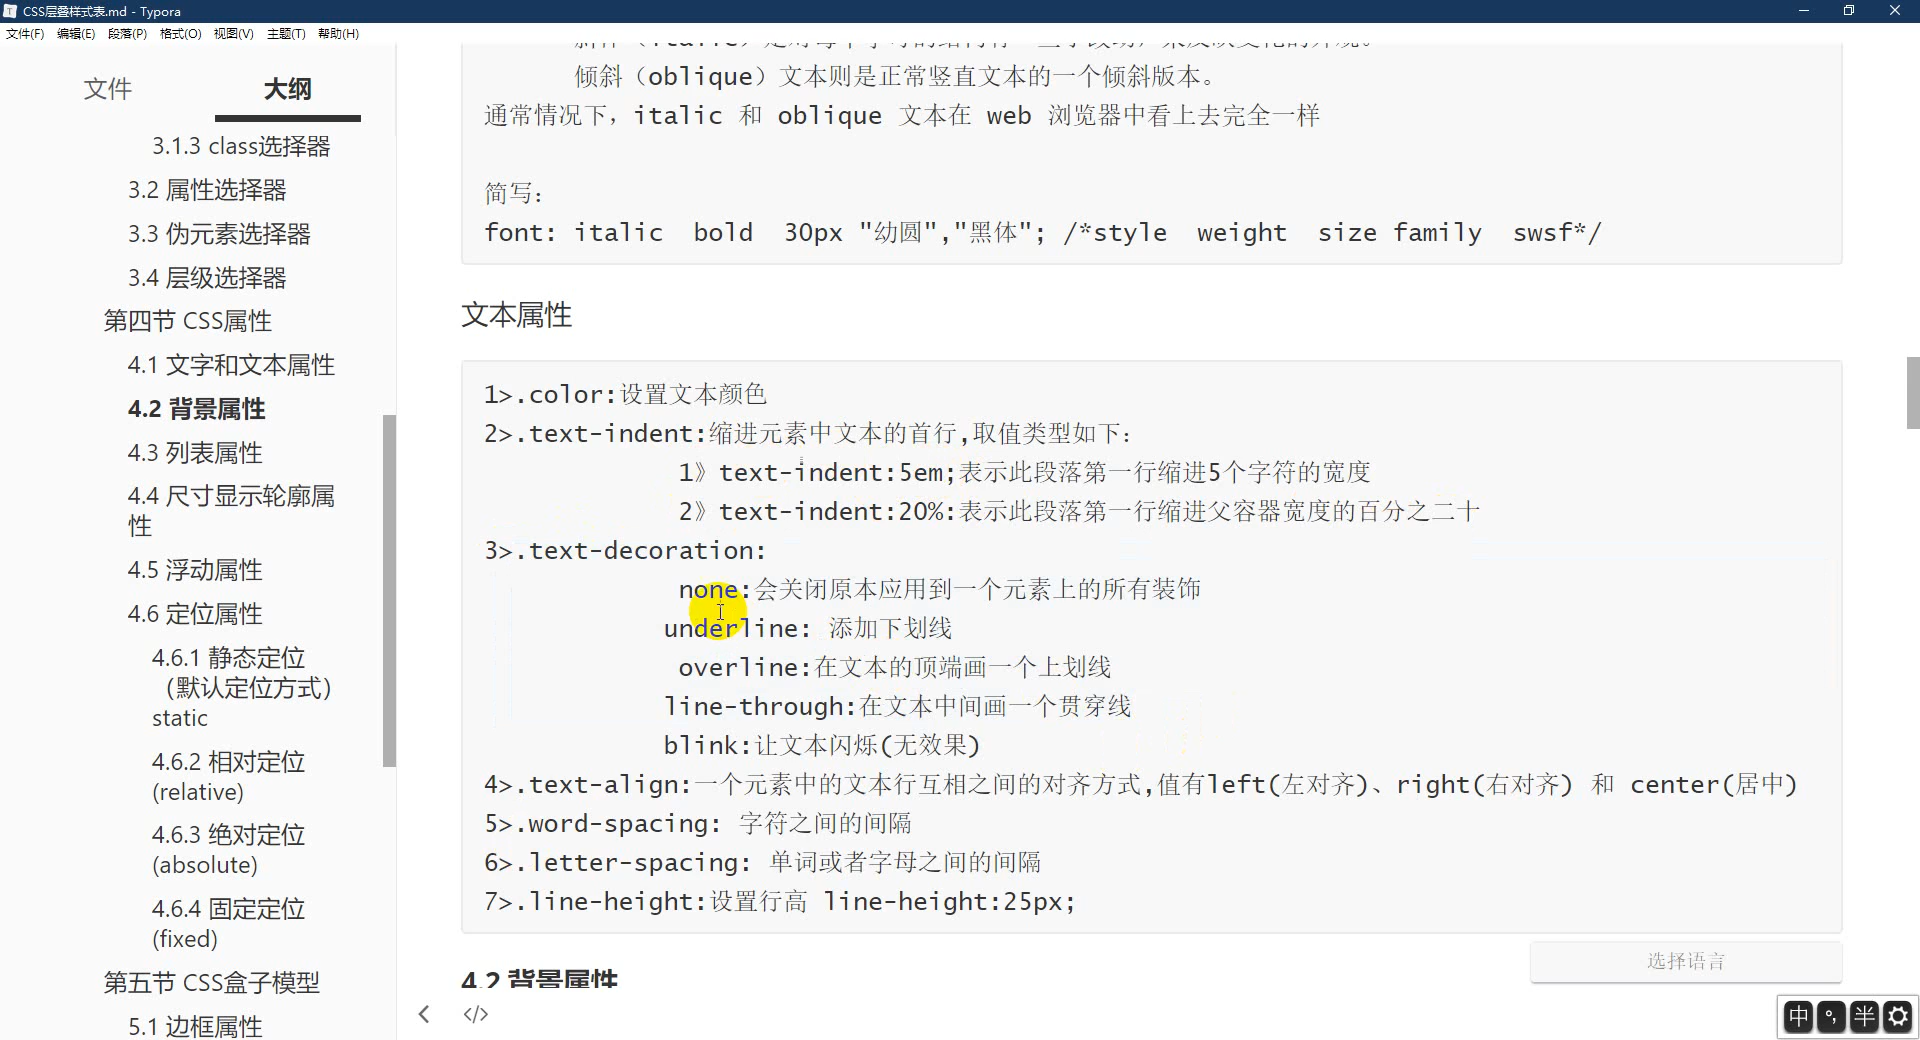 CSS层叠样式表.md - Typora
文件(F) 编辑(E) 段落(P) 格式(O) 视图(V) 主题(T) 帮助(H)
文件 大纲
3.1.3 class选择器
3.2 属性选择器
3.3 伪元素选择器
3.4 层级选择器
第四节 CSS属性
4.1 文字和文本属性
4.2 背景属性
4.3 列表属性
4.4 尺寸显示轮廓属
性
4.5 浮动属性
4.6 定位属性
4.6.1 静态定位
（默认定位方式）
static
4.6.2 相对定位
(relative)
4.6.3 绝对定位
(absolute)
4.6.4 固定定位
(fixed)
第五节 CSS盒子模型
5.1 边框属性
倾斜（oblique）文本则是正常竖直文本的一个倾斜版本。
通常情况下，italic 和 oblique 文本在 web 浏览器中看上去完全一样
简写：
font: italic bold 30px "幼圆","黑体"; /*style weight size family swsf*/
文本属性
1>.color:设置文本颜色
2>.text-indent:缩进元素中文本的首行,取值类型如下：
1》text-indent:5em;表示此段落第一行缩进5个字符的宽度
2》text-indent:20%:表示此段落第一行缩进父容器宽度的百分之二十
3>.text-decoration:
none:会关闭原本应用到一个元素上的所有装饰
underline: 添加下划线
overline:在文本的顶端画一个上划线
line-through:在文本中间画一个贯穿线
blink:让文本闪烁(无效果)
4>.text-align:一个元素中的文本行互相之间的对齐方式,值有left(左对齐)、right(右对齐) 和 center(居中)
5>.word-spacing: 字符之间的间隔
6>.letter-spacing: 单词或者字母之间的间隔
7>.line-height:设置行高 line-height:25px;
选择语言
4.2 背景属性
</>
中 °, 半